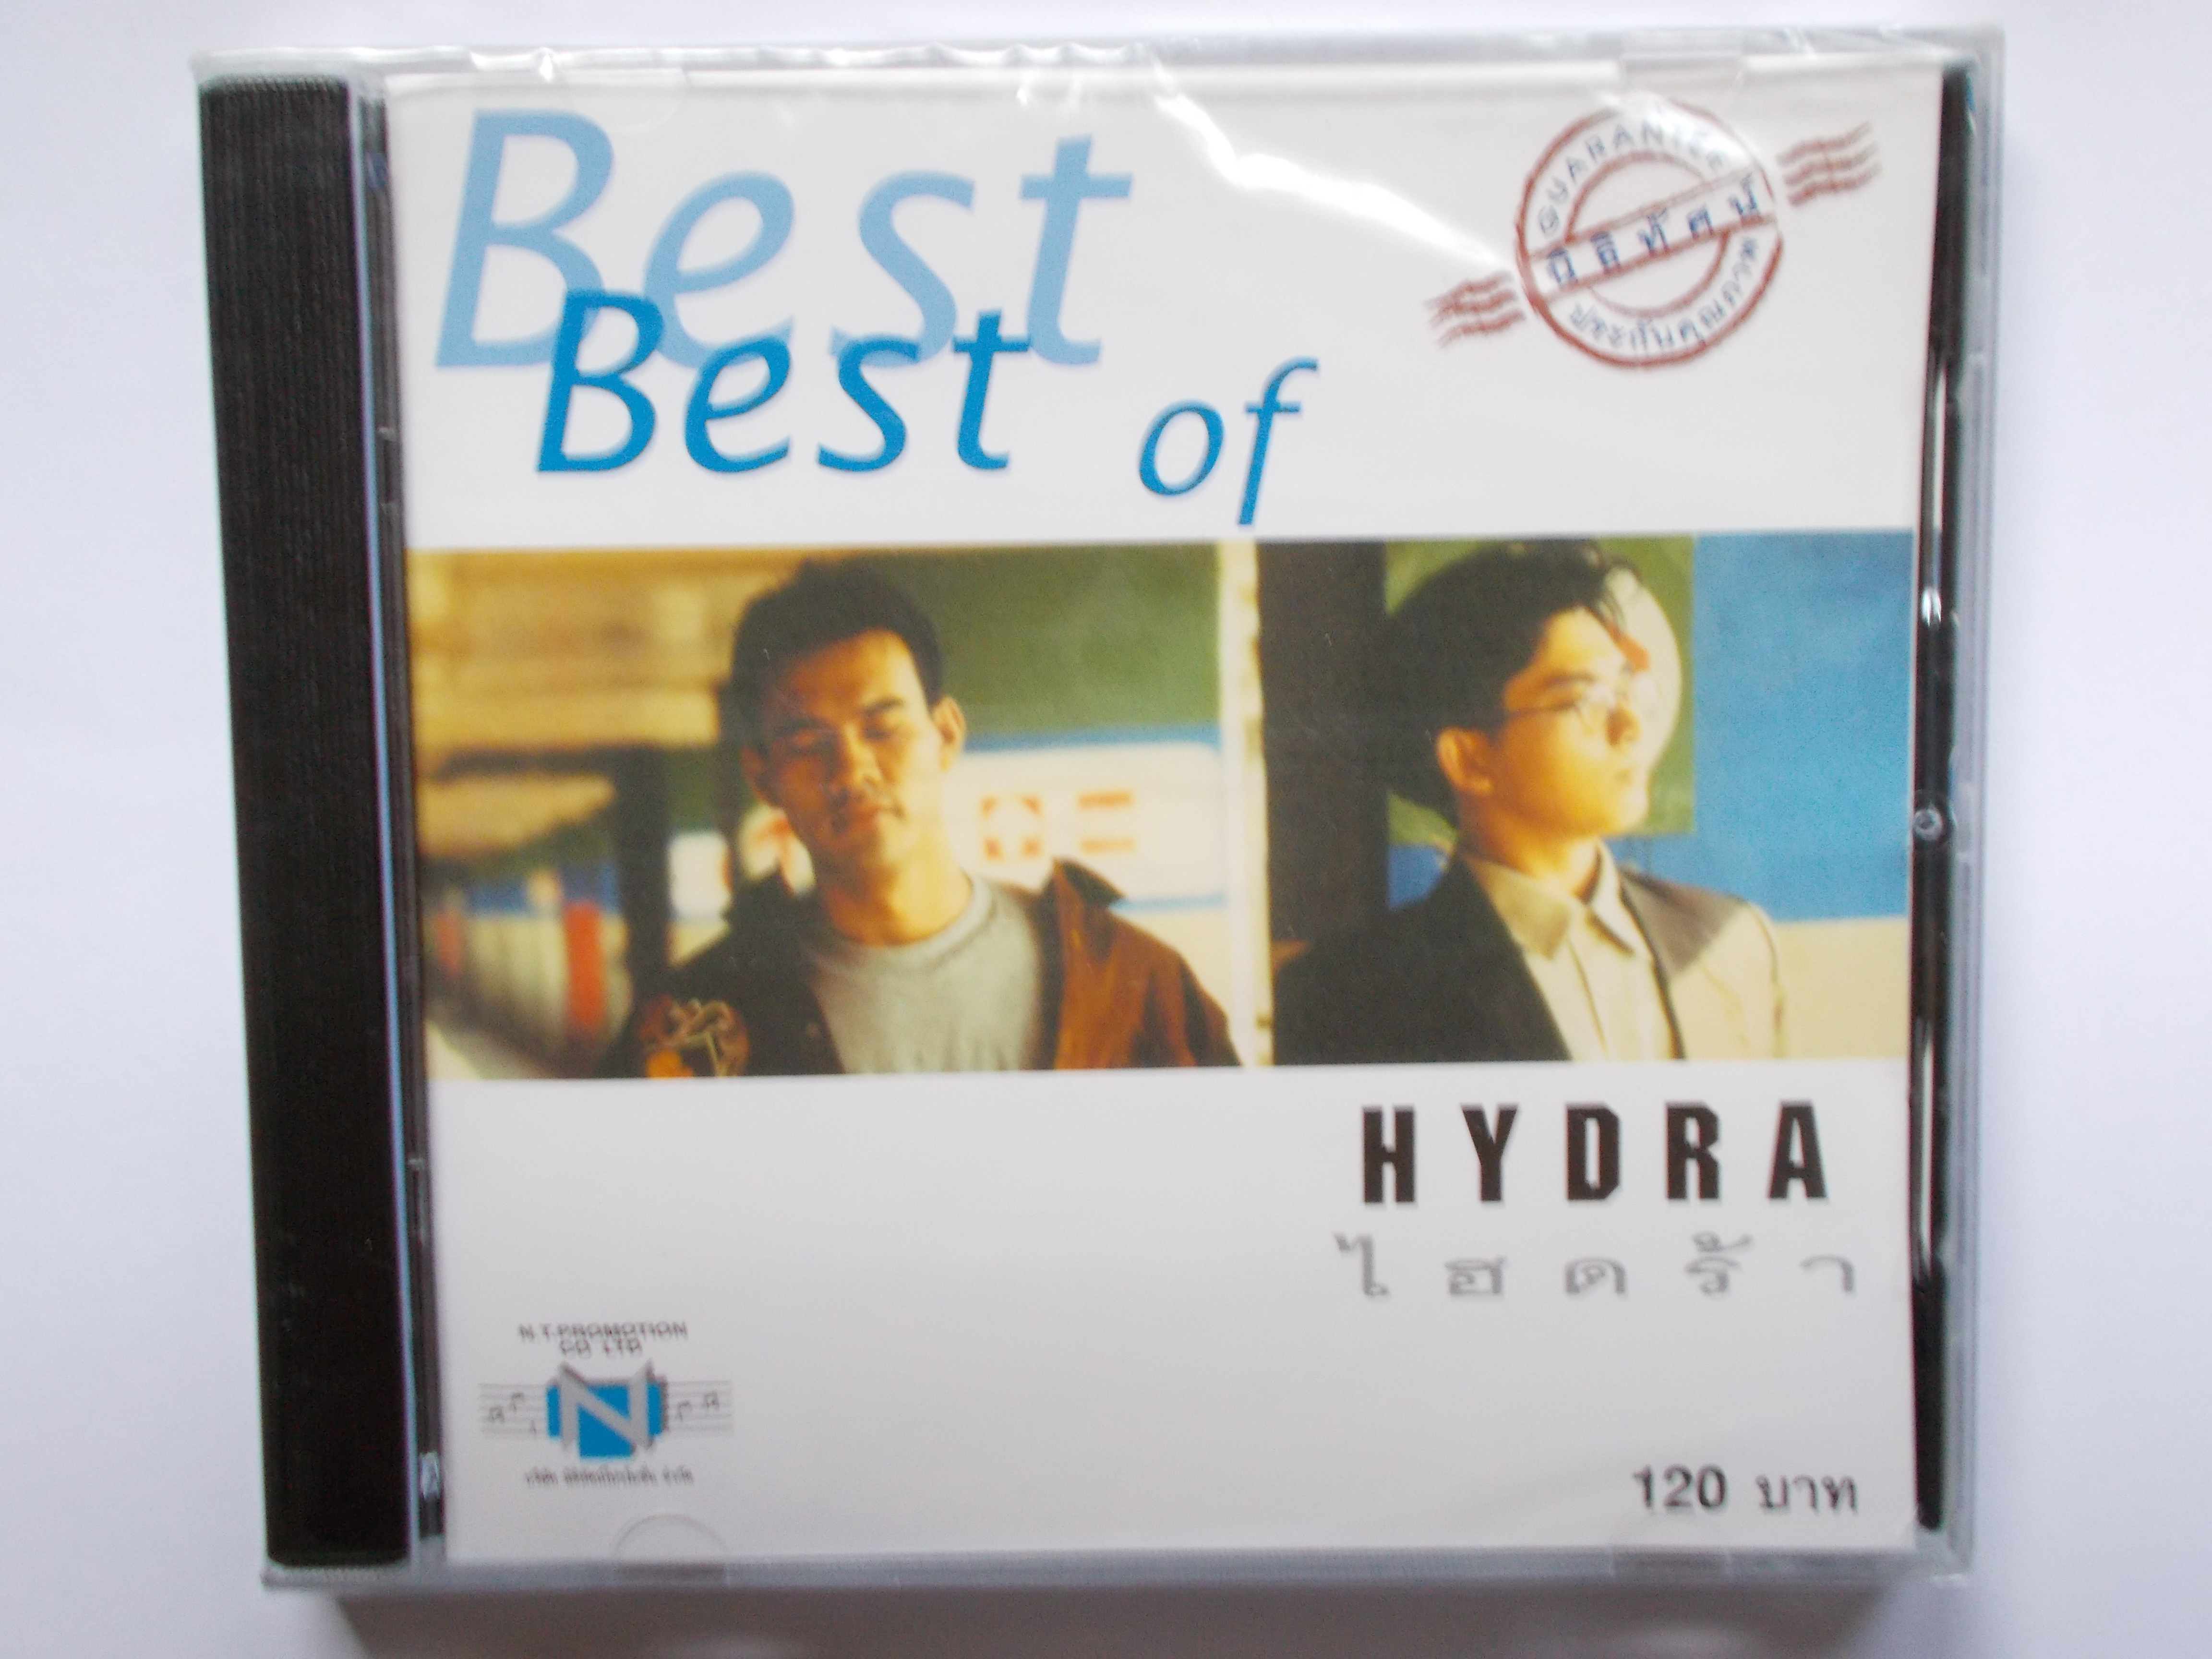 Best
Best of
GUARANTEE
นิธิทัศน์
ประกันคุณภาพ
HYDRA
ไฮดร้า
N.T.PROMOTION
CO LTD
N
120 บาท